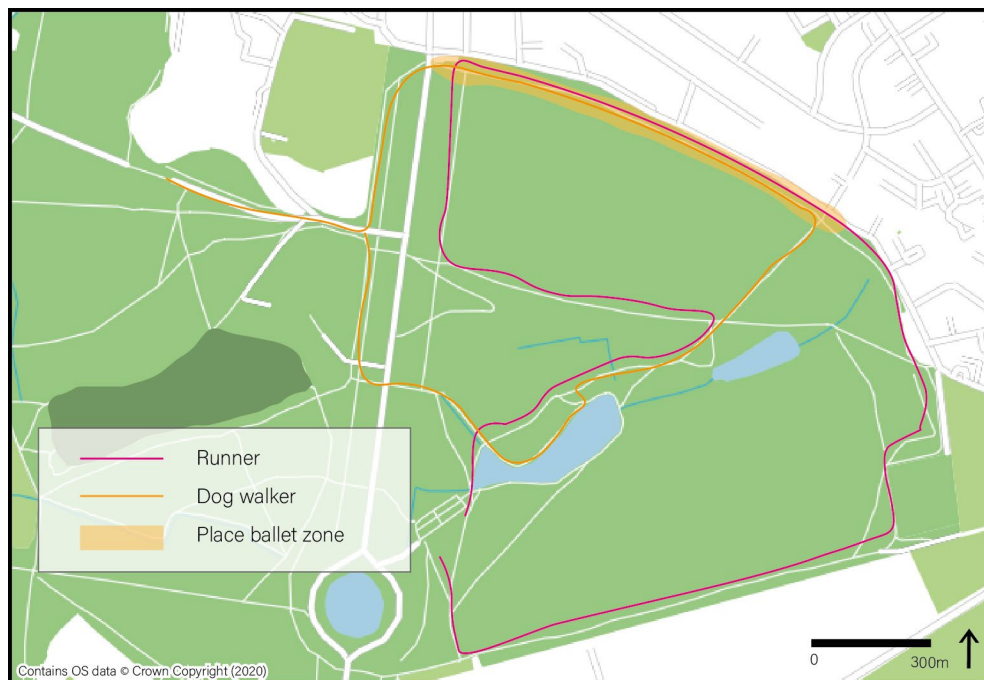 Runner
Dog walker
Place ballet zone
0 300m
Contains OS data © Crown Copyright (2020)